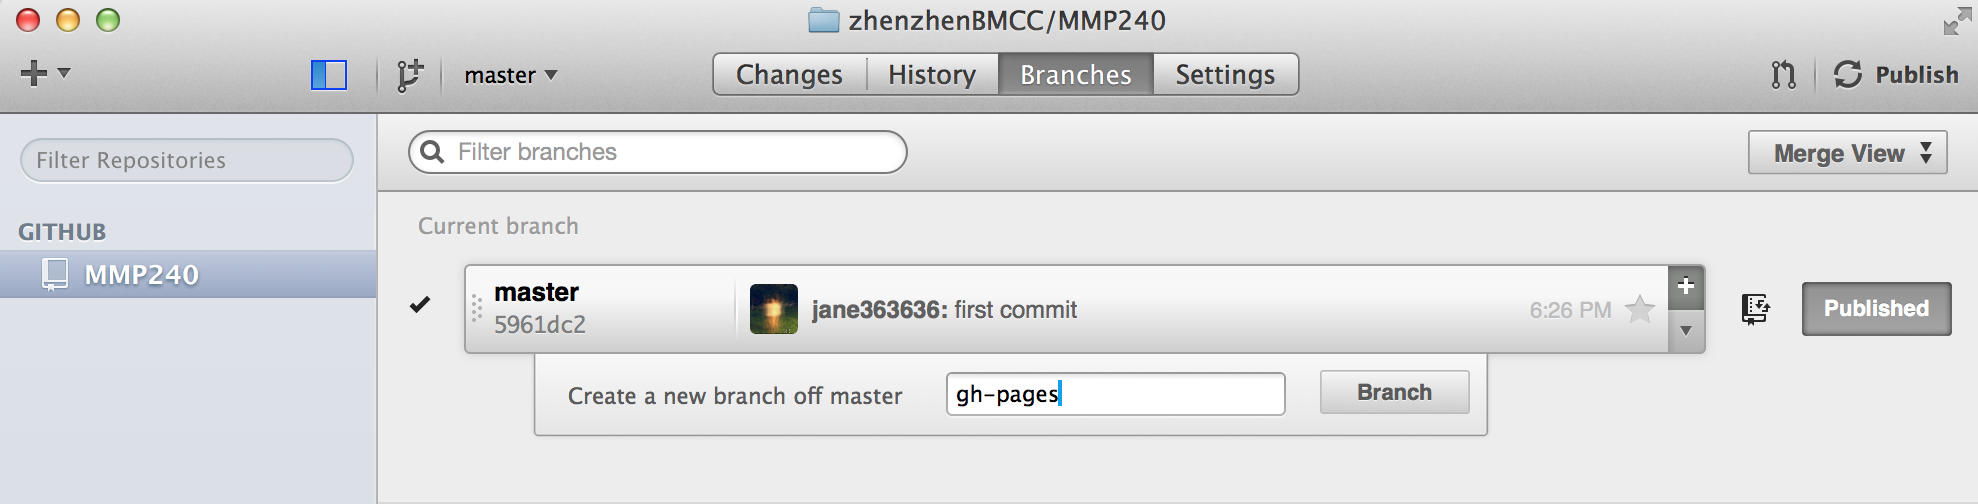 zhenzhenBMCC/MMP240
master
Changes
History
Branches
Settings
Publish
Filter Repositories
Filter branches
Merge View
GITHUB
MMP240
Current branch
master
5961dc2
jane363636: first commit
6:26 PM
Published
Create a new branch off master
gh-pages
Branch